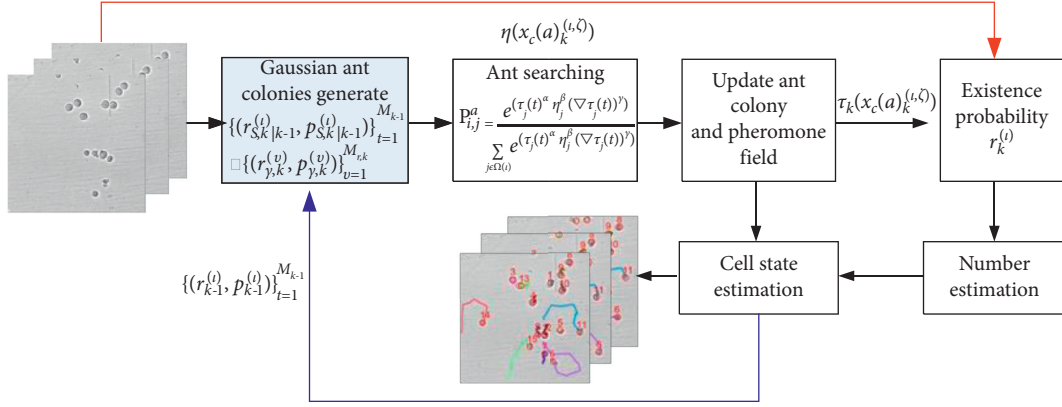 η(x_c(a)_k^{(ι,ζ)})
Gaussian ant
colonies generate
{(r_{S,k|k-1}^{(ι)}, p_{S,k|k-1}^{(ι)})}_{t=1}^{M_{k-1}}
□{(r_{γ,k}^{(υ)}, p_{γ,k}^{(υ)})}_{υ=1}^{M_{r,k}}
Ant searching
P_{i,j}^a = e^{(τ_j(t)^α η_j^β (∇τ_j(t))^γ)} / ∑_{jϵΩ(ι)} e^{(τ_j(t)^α η_j^β (∇τ_j(t))^γ)}
Update ant
colony
and pheromone
field
τ_k(x_c(a)_k^{(ι,ζ)})
Existence
probability
r_k^{(ι)}
{(r_{k-1}^{(ι)}, p_{k-1}^{(ι)})}_{t=1}^{M_{k-1}}
Cell state
estimation
Number
estimation